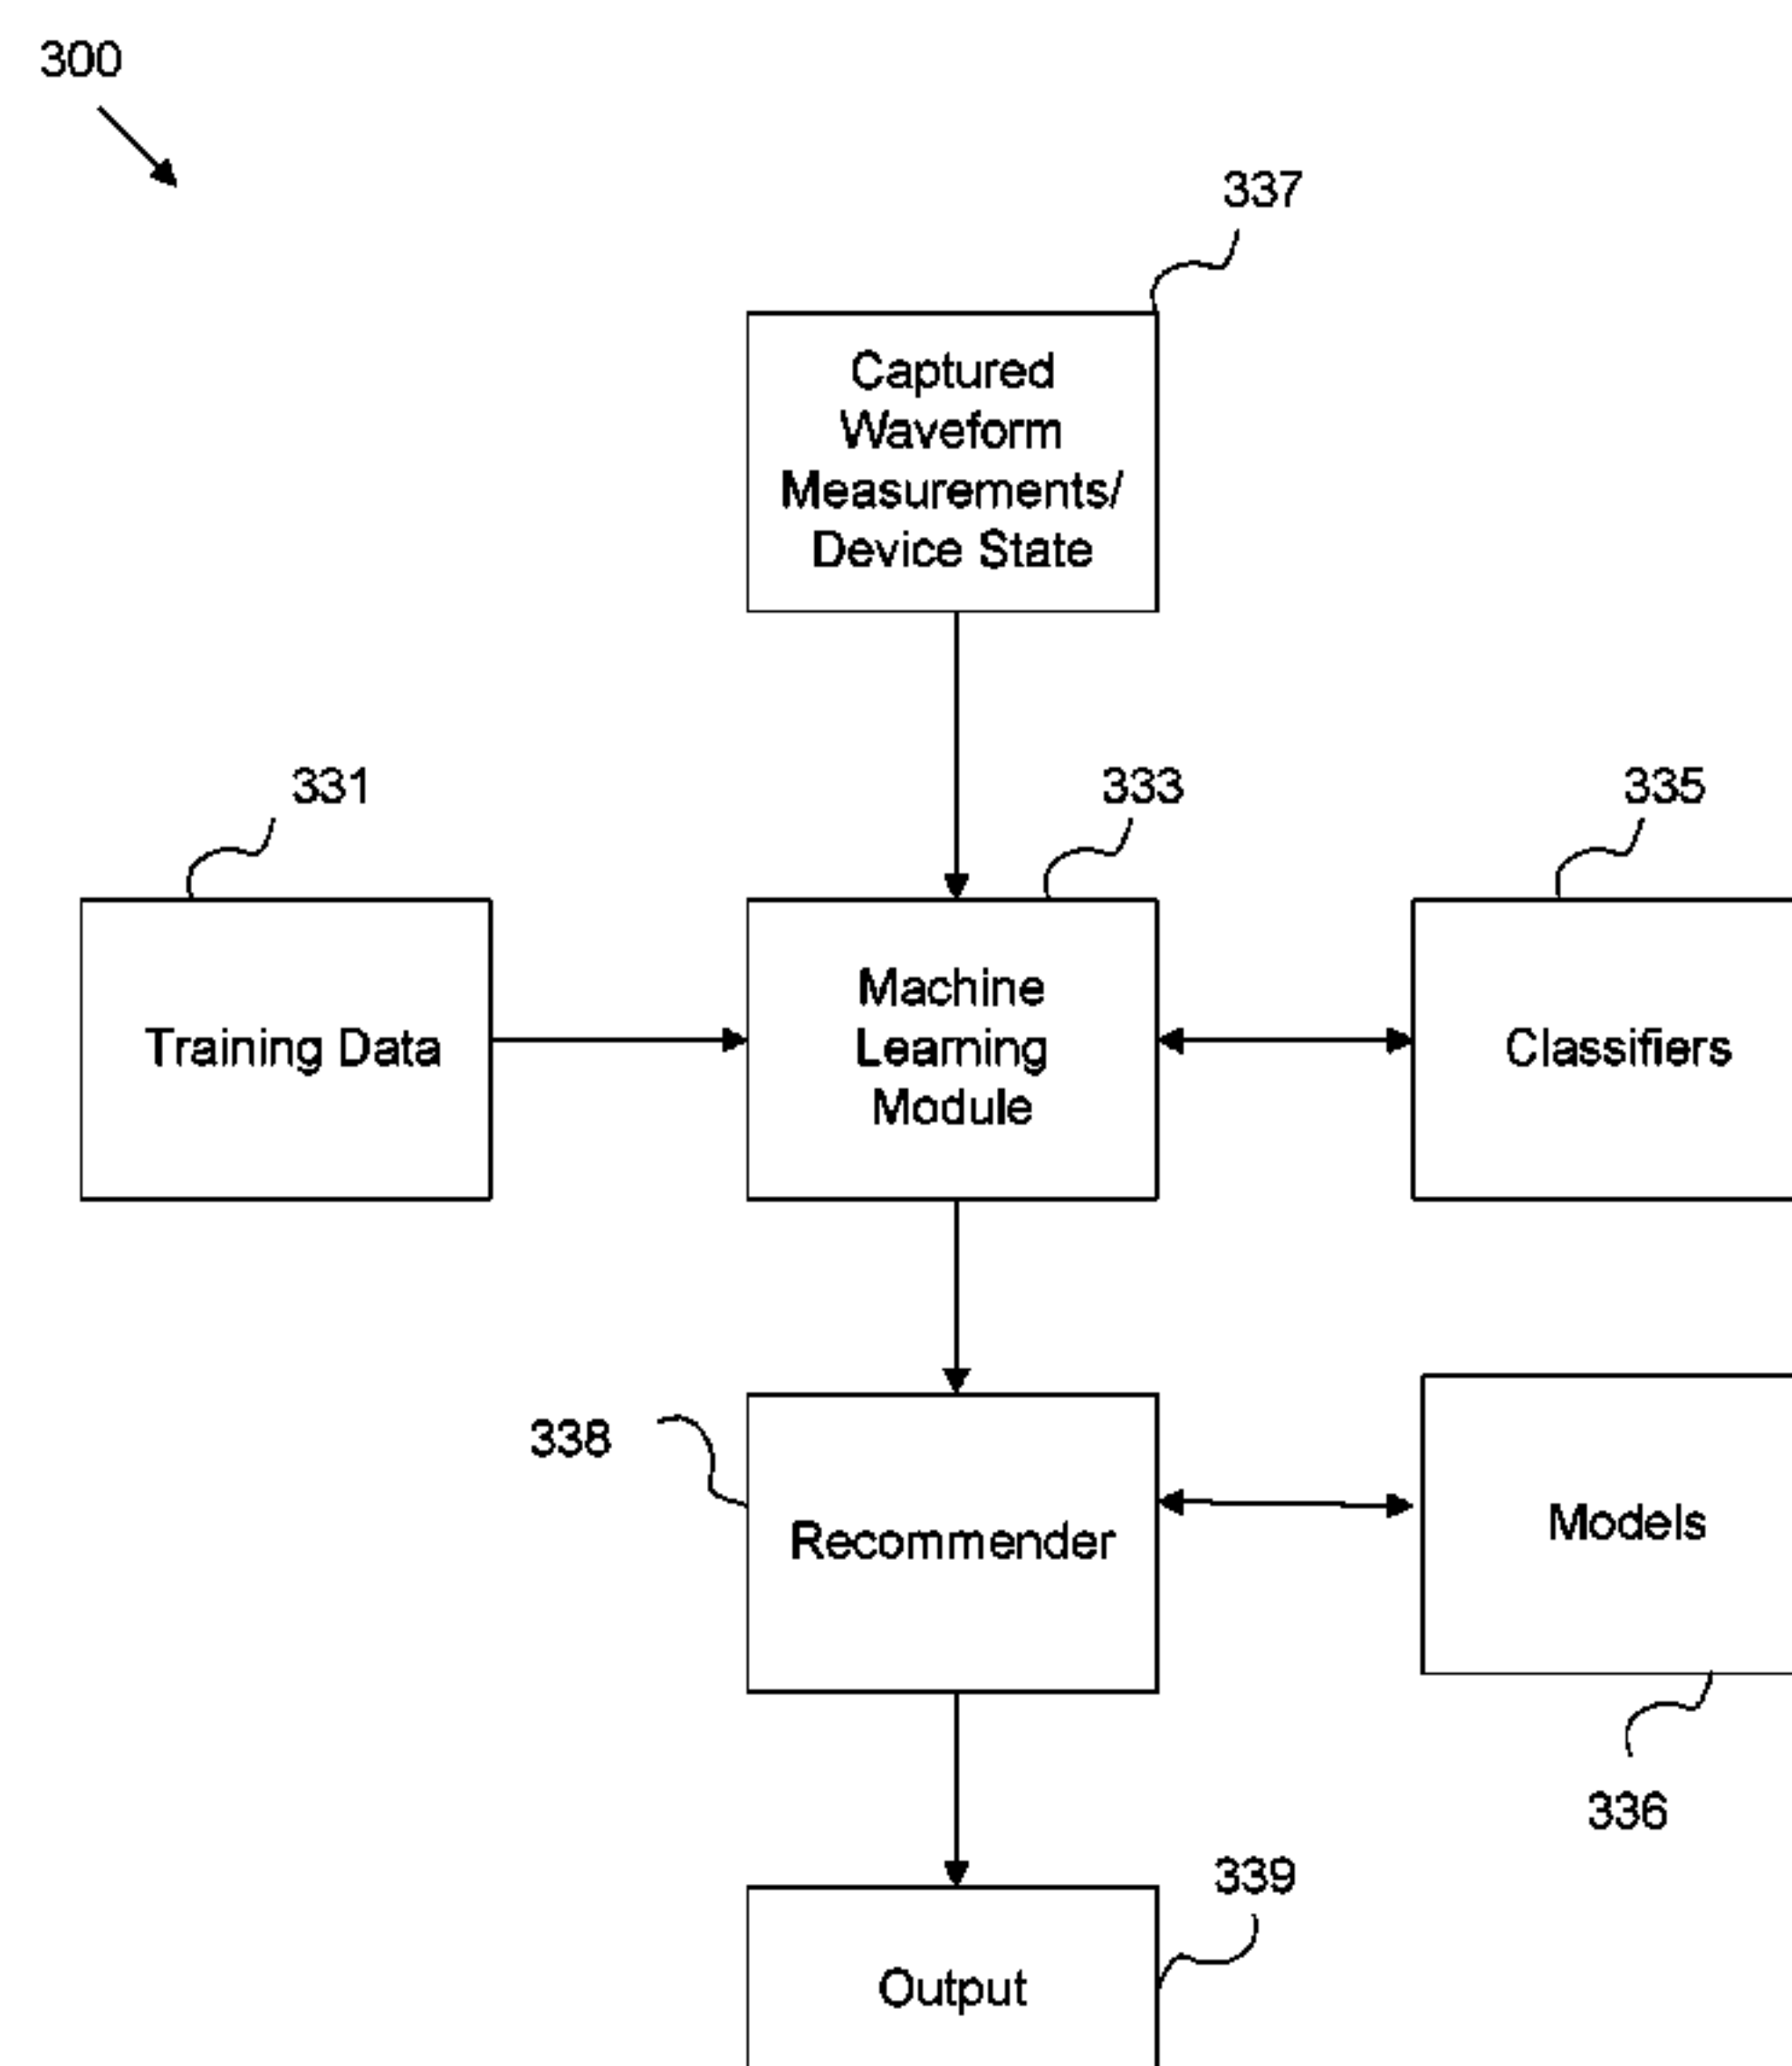 300
337
Captured
Waveform
Measurements/
Device State
331
333
335
Training Data
Machine
Learning
Module
Classifiers
338
Recommender
Models
336
339
Output